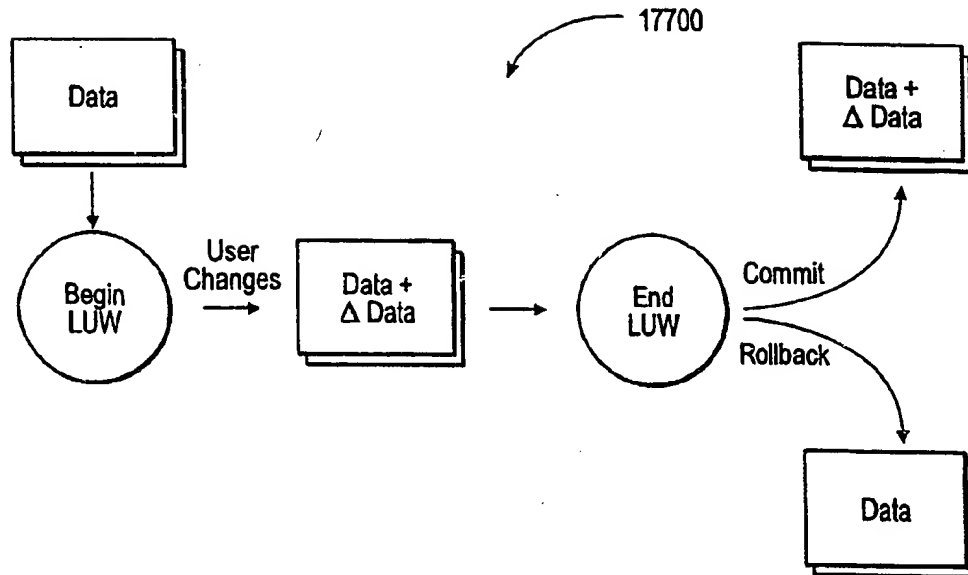 17700
Data
Data +
Δ Data
Begin
LUW
User
Changes
Data +
Δ Data
End
LUW
Commit
Rollback
Data